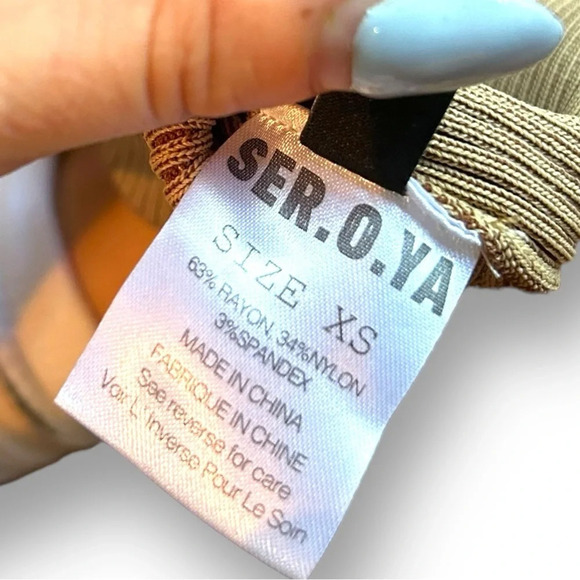 SER.O.YA
SIZE XS
63% RAYON, 34%NYLON
3%SPANDEX
MADE IN CHINA
FABRIQUE IN CHINE
See reverse for care
Voir L'Inverse Pour Le Soin